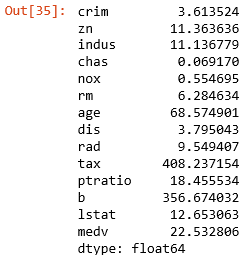 Out[35]: crim 3.613524
zn 11.363636
indus 11.136779
chas 0.069170
nox 0.554695
rm 6.284634
age 68.574901
dis 3.795043
rad 9.549407
tax 408.237154
ptratio 18.455534
b 356.674032
lstat 12.653063
medv 22.532806
dtype: float64